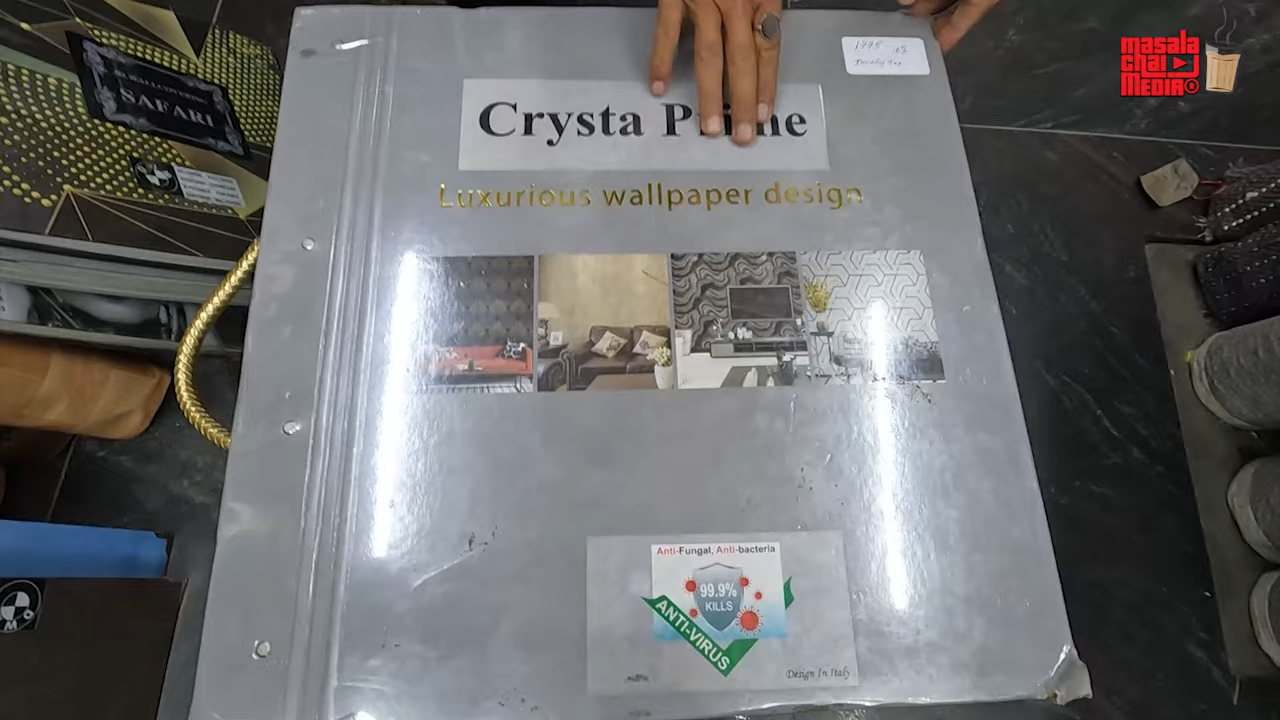 masala
chai
MEDIA®
1995
SAFARI
Crysta Prime
Luxurious wallpaper design
Anti-Fungal, Anti-bacteria
99.9%
KILLS
ANTI-VIRUS
Design In Italy